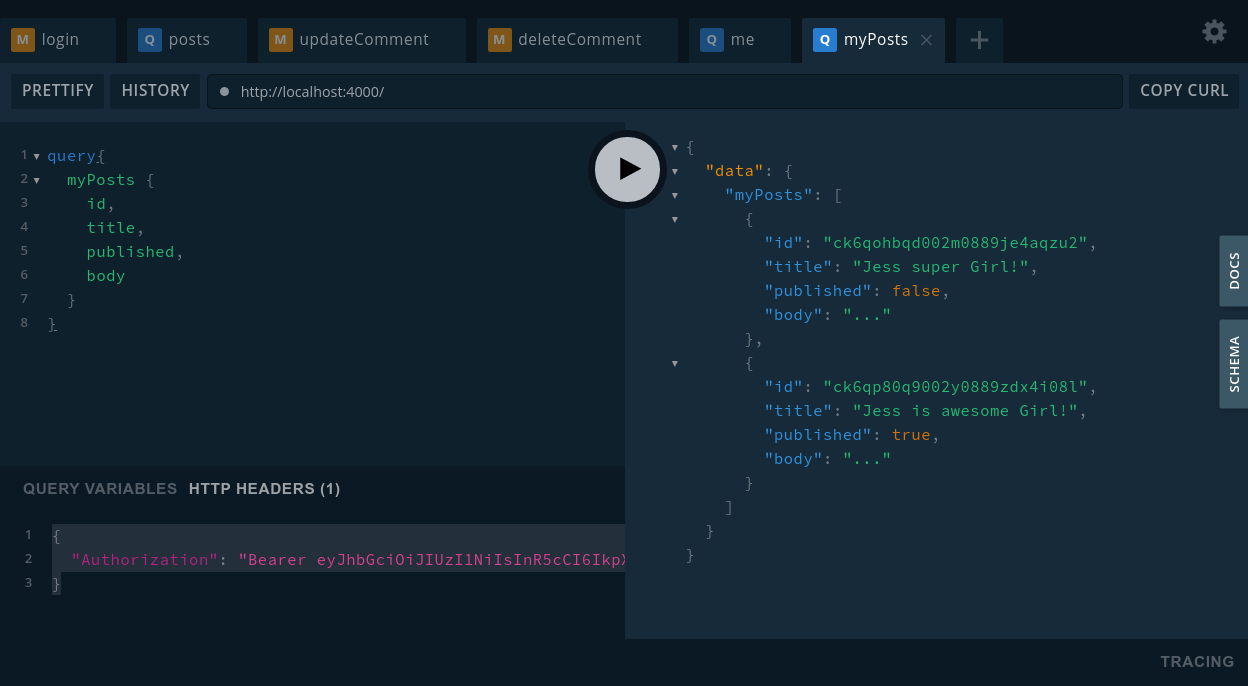 M login Q posts M updateComment M deleteComment Q me Q myPosts
PRETTIFY HISTORY http://localhost:4000/ COPY CURL
1 query{
2 myPosts {
3 id,
4 title,
5 published,
6 body
7 }
8 }
QUERY VARIABLES HTTP HEADERS (1)
1 {
2 "Authorization": "Bearer eyJhbGciOiJIUzI1NiIsInR5cCI6IkpX
3 }
{
"data": {
"myPosts": [
{
"id": "ck6qohbqd002m0889je4aqzu2",
"title": "Jess super Girl!",
"published": false,
"body": "..."
},
{
"id": "ck6qp80q9002y0889zdx4i08l",
"title": "Jess is awesome Girl!",
"published": true,
"body": "..."
}
]
}
}
DOCS
SCHEMA
TRACING